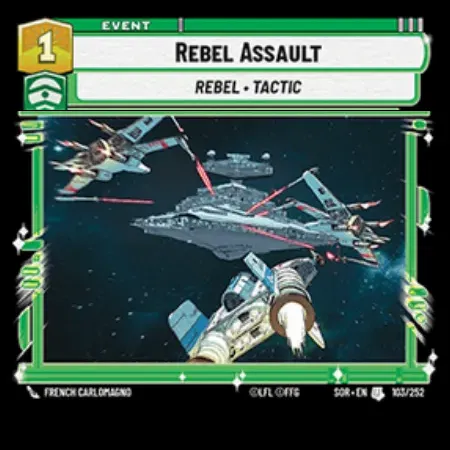 EVENT
1
REBEL ASSAULT
REBEL • TACTIC
FRENCH CARLOMAGNO
©LFL ©FFG
SOR • EN
103/252